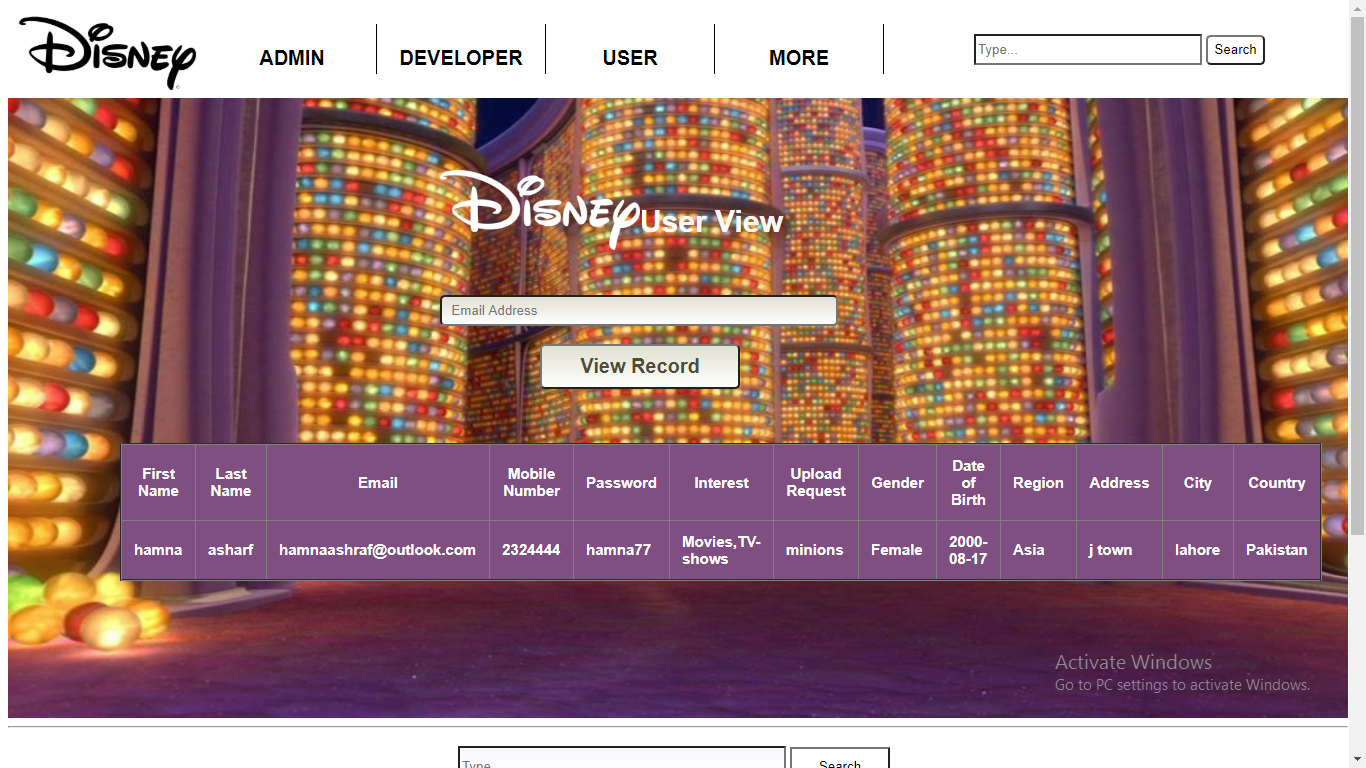 Disney
ADMIN
DEVELOPER
USER
MORE
Type...
Search
Disney User View
Email Address
View Record
First Name
Last Name
Email
Mobile Number
Password
Interest
Upload Request
Gender
Date of Birth
Region
Address
City
Country
hamna
asharf
hamnaashraf@outlook.com
2324444
hamna77
Movies,TV-shows
minions
Female
2000-08-17
Asia
j town
lahore
Pakistan
Activate Windows
Go to PC settings to activate Windows.
Type...
Search